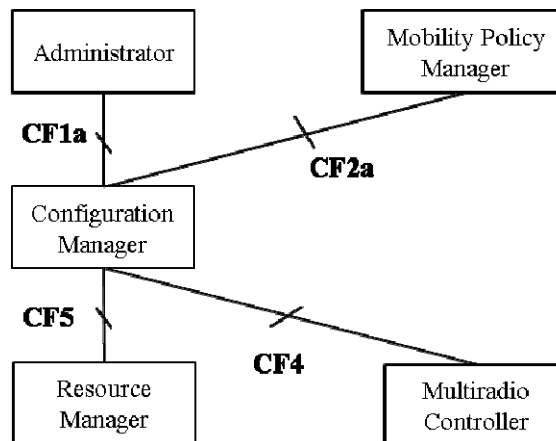 Administrator
Mobility Policy
Manager
CF1a
CF2a
Configuration
Manager
CF5
CF4
Resource
Manager
Multiradio
Controller